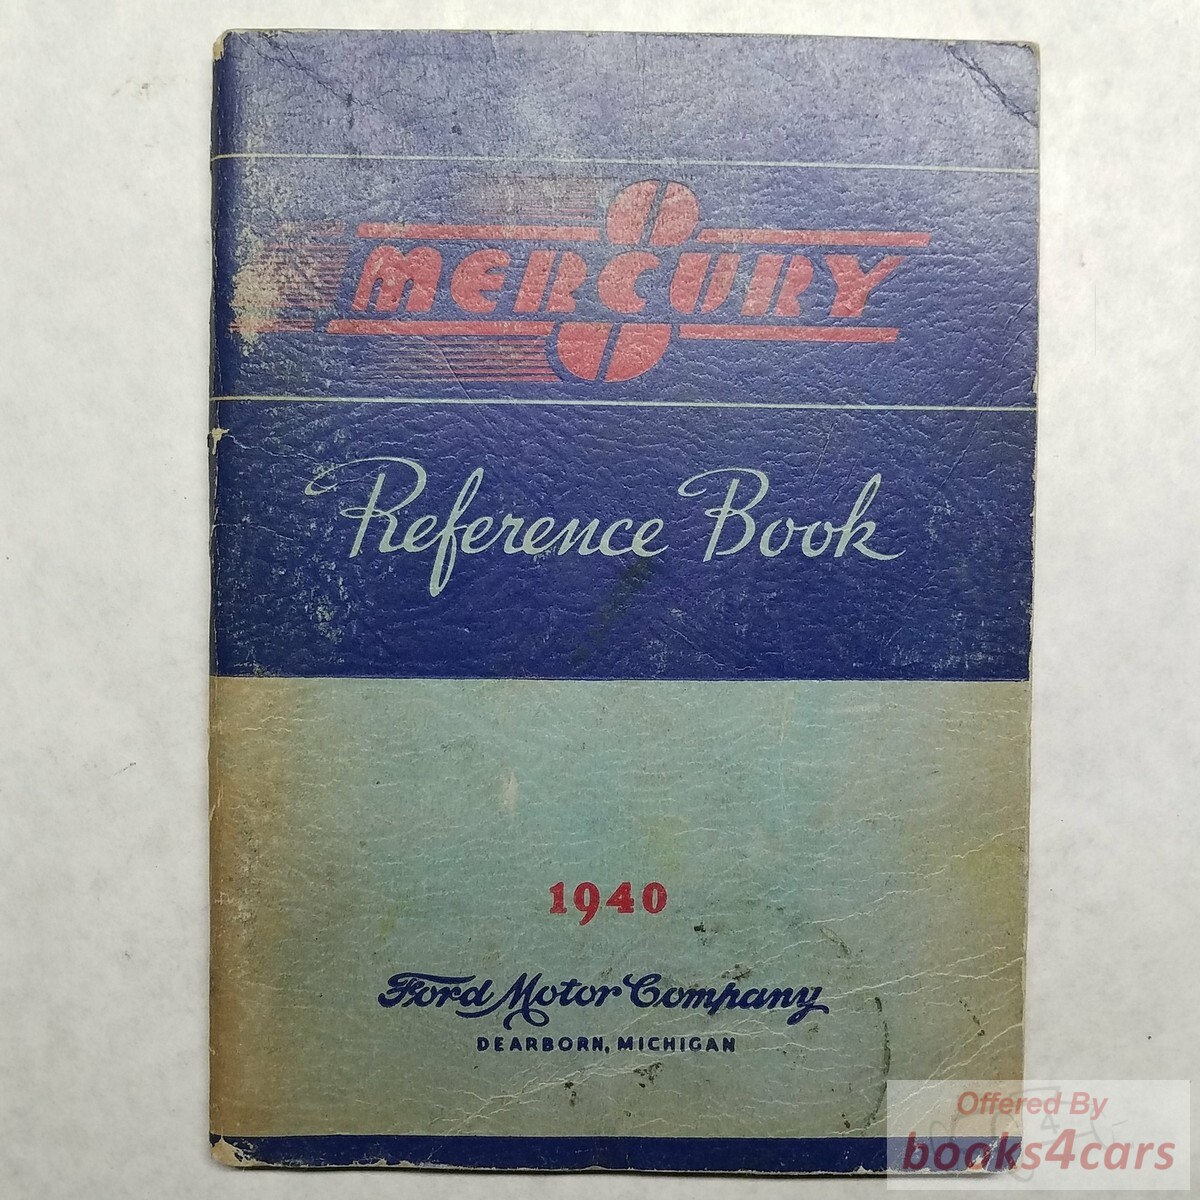 MERCURY
8
Reference Book
1940
Ford Motor Company
DEARBORN, MICHIGAN
Offered By
books4cars